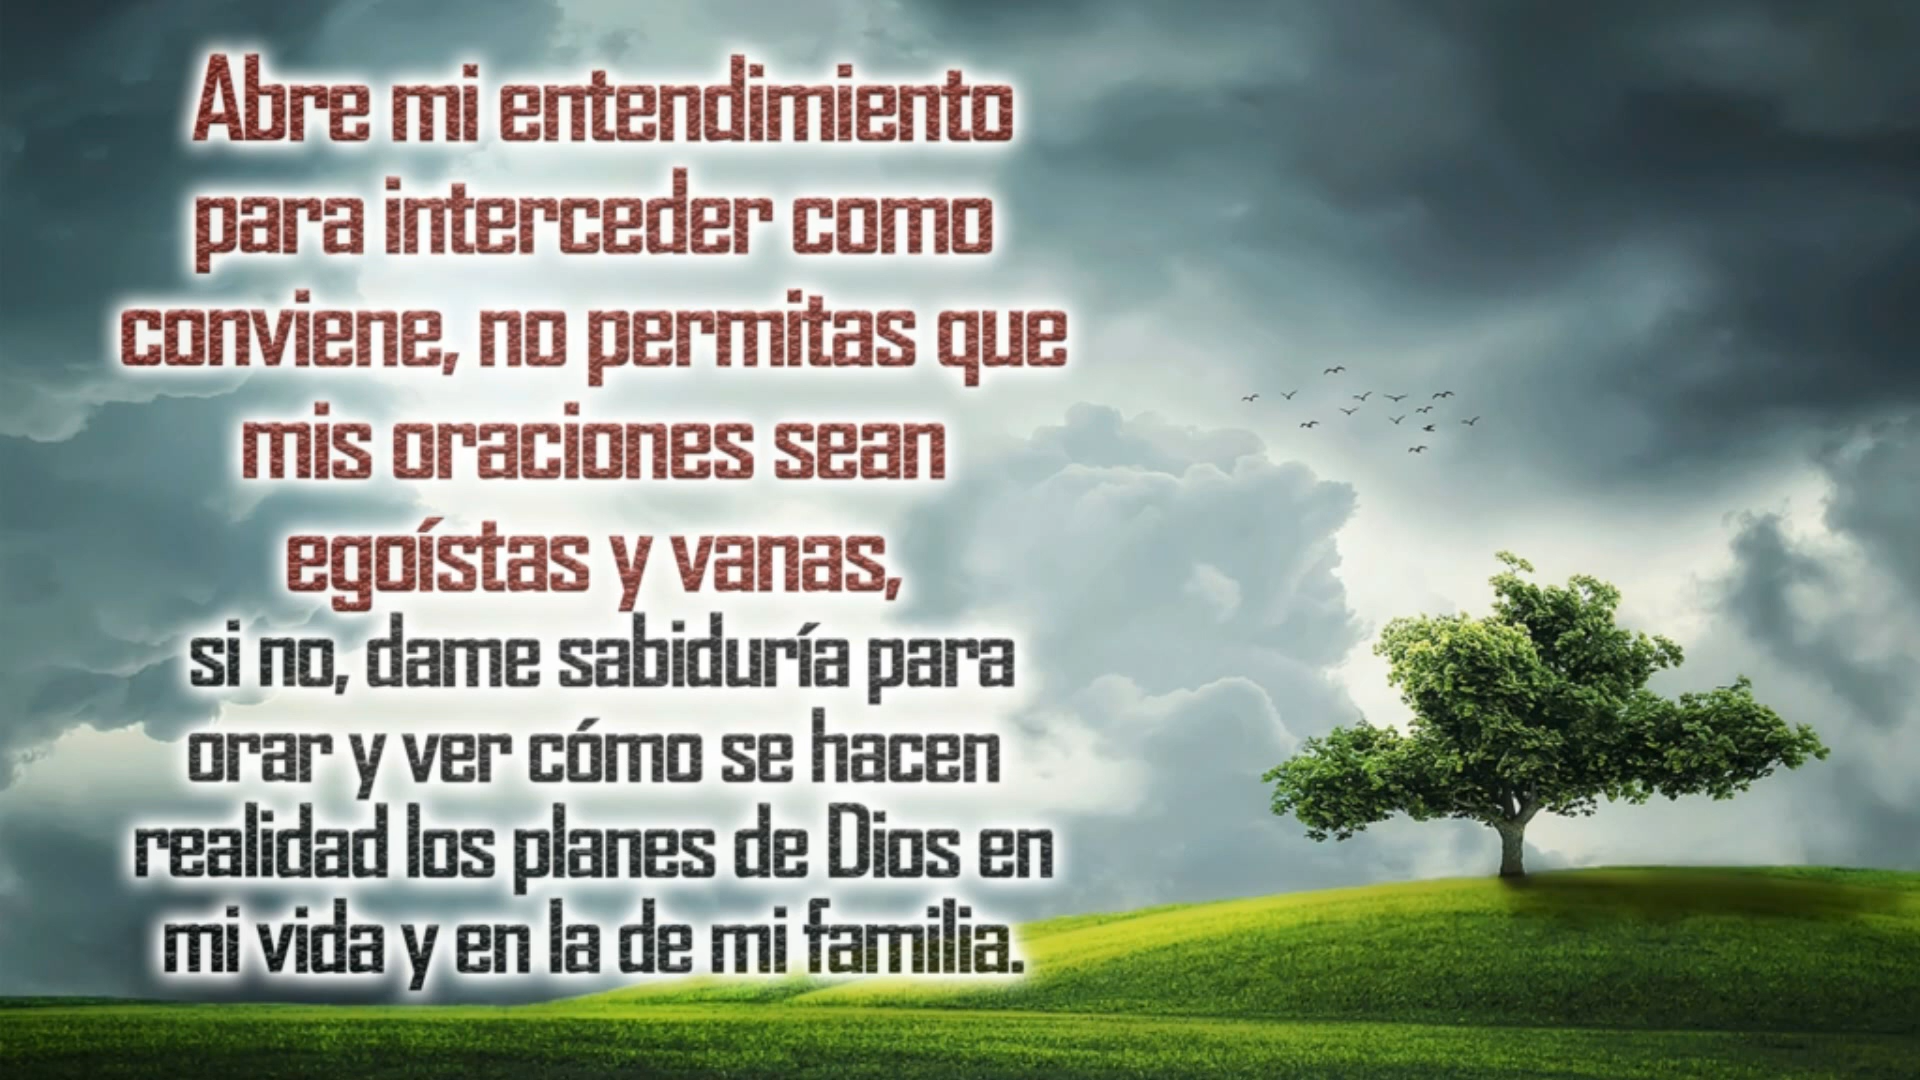 Abre mi entendimiento
para interceder como
conviene, no permitas que
mis oraciones sean
egoístas y vanas,
si no, dame sabiduría para
orar y ver cómo se hacen
realidad los planes de Dios en
mi vida y en la de mi familia.